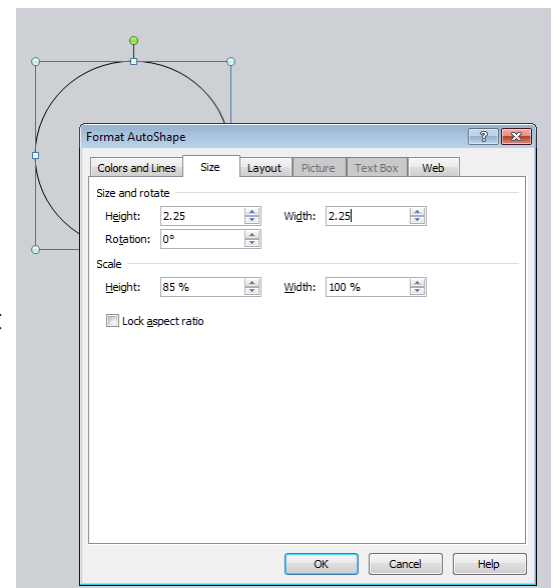 Format AutoShape
Colors and Lines Size Layout Picture Text Box Web
Size and rotate
Height: 2.25 Width: 2.25
Rotation: 0°
Scale
Height: 85 % Width: 100 %
Lock aspect ratio
OK Cancel Help